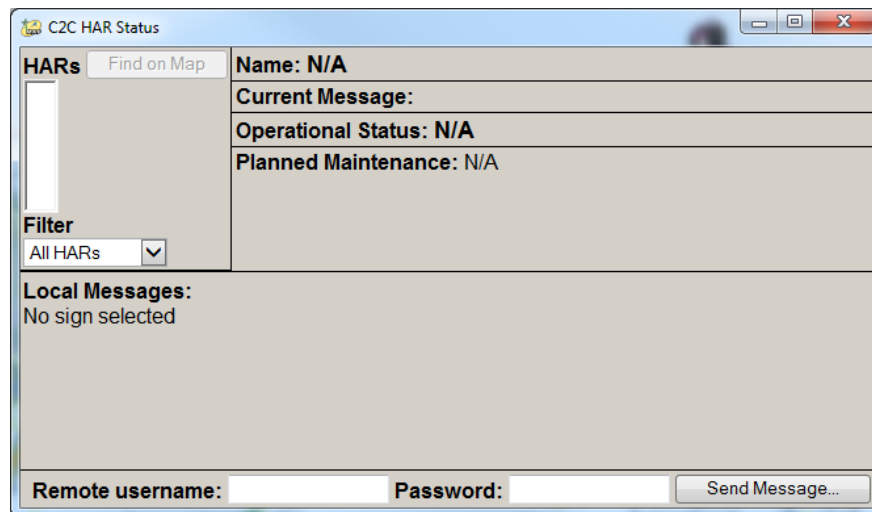 C2C HAR Status
HARs Find on Map
Name: N/A
Current Message:
Operational Status: N/A
Planned Maintenance: N/A
Filter
All HARs
Local Messages:
No sign selected
Remote username: Password: Send Message...